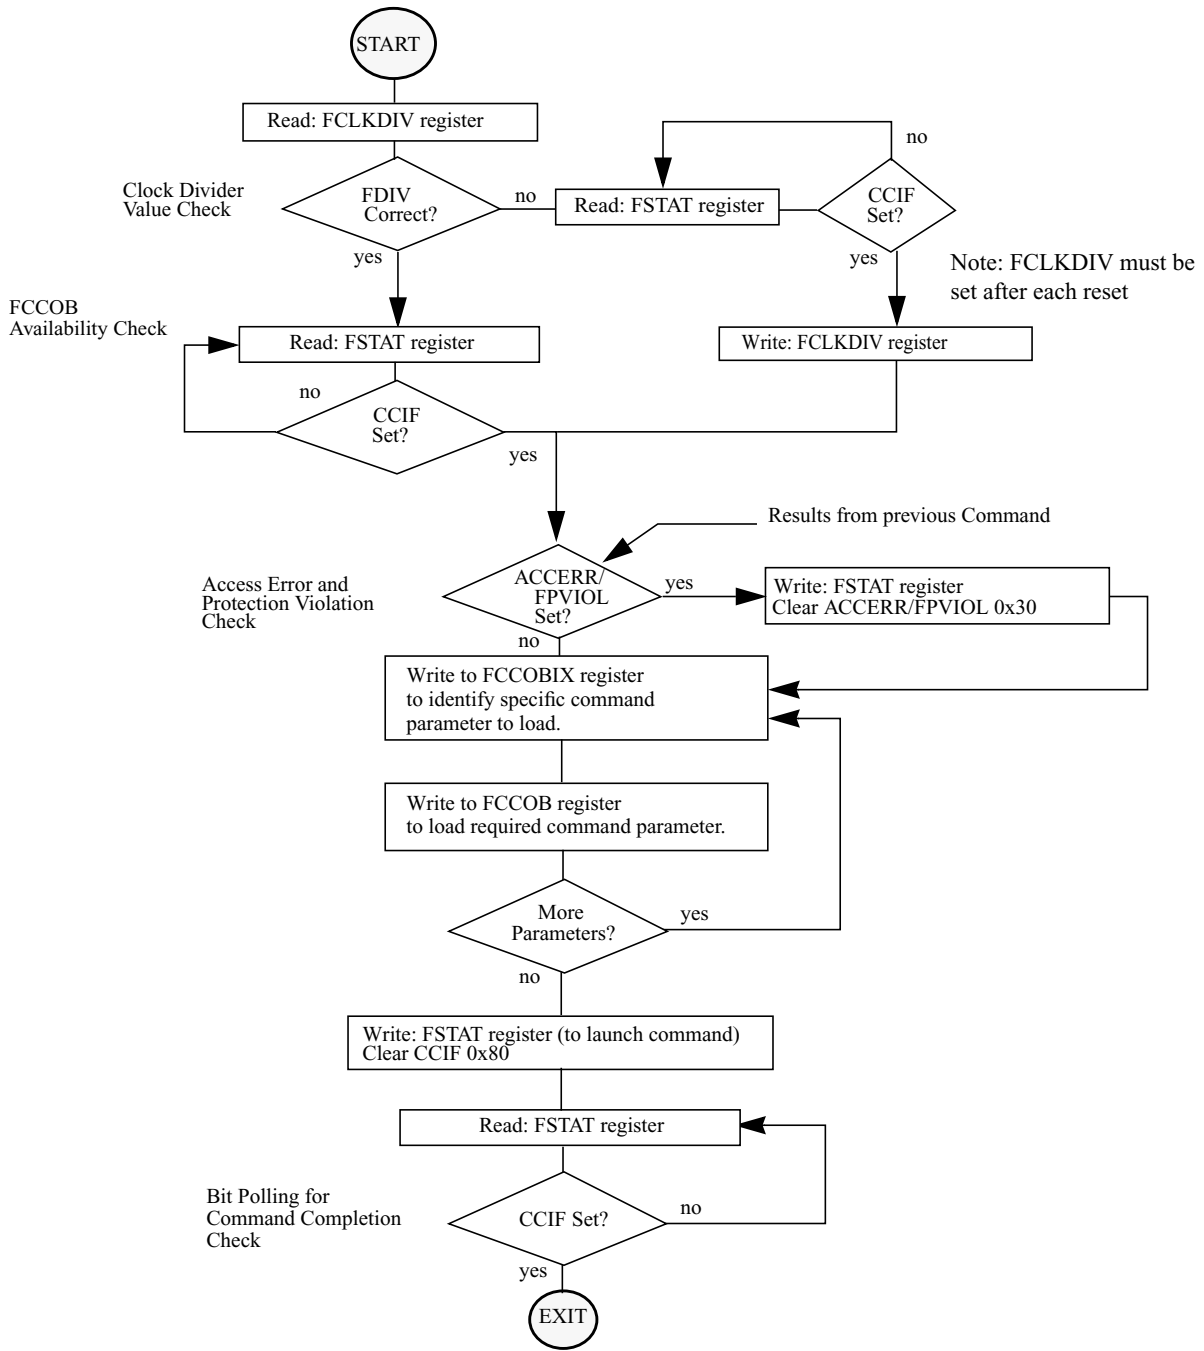 START
Read: FCLKDIV register
Clock Divider
Value Check
FDIV
Correct?
no
Read: FSTAT register
CCIF
Set?
no
yes
yes
Note: FCLKDIV must be
set after each reset
FCCOB
Availability Check
Read: FSTAT register
Write: FCLKDIV register
no
CCIF
Set?
yes
Results from previous Command
Access Error and
Protection Violation
Check
ACCERR/
FPVIOL
Set?
yes
Write: FSTAT register
Clear ACCERR/FPVIOL 0x30
no
Write to FCCOBIX register
to identify specific command
parameter to load.
Write to FCCOB register
to load required command parameter.
More
Parameters?
yes
no
Write: FSTAT register (to launch command)
Clear CCIF 0x80
Read: FSTAT register
Bit Polling for
Command Completion
Check
CCIF Set?
no
yes
EXIT